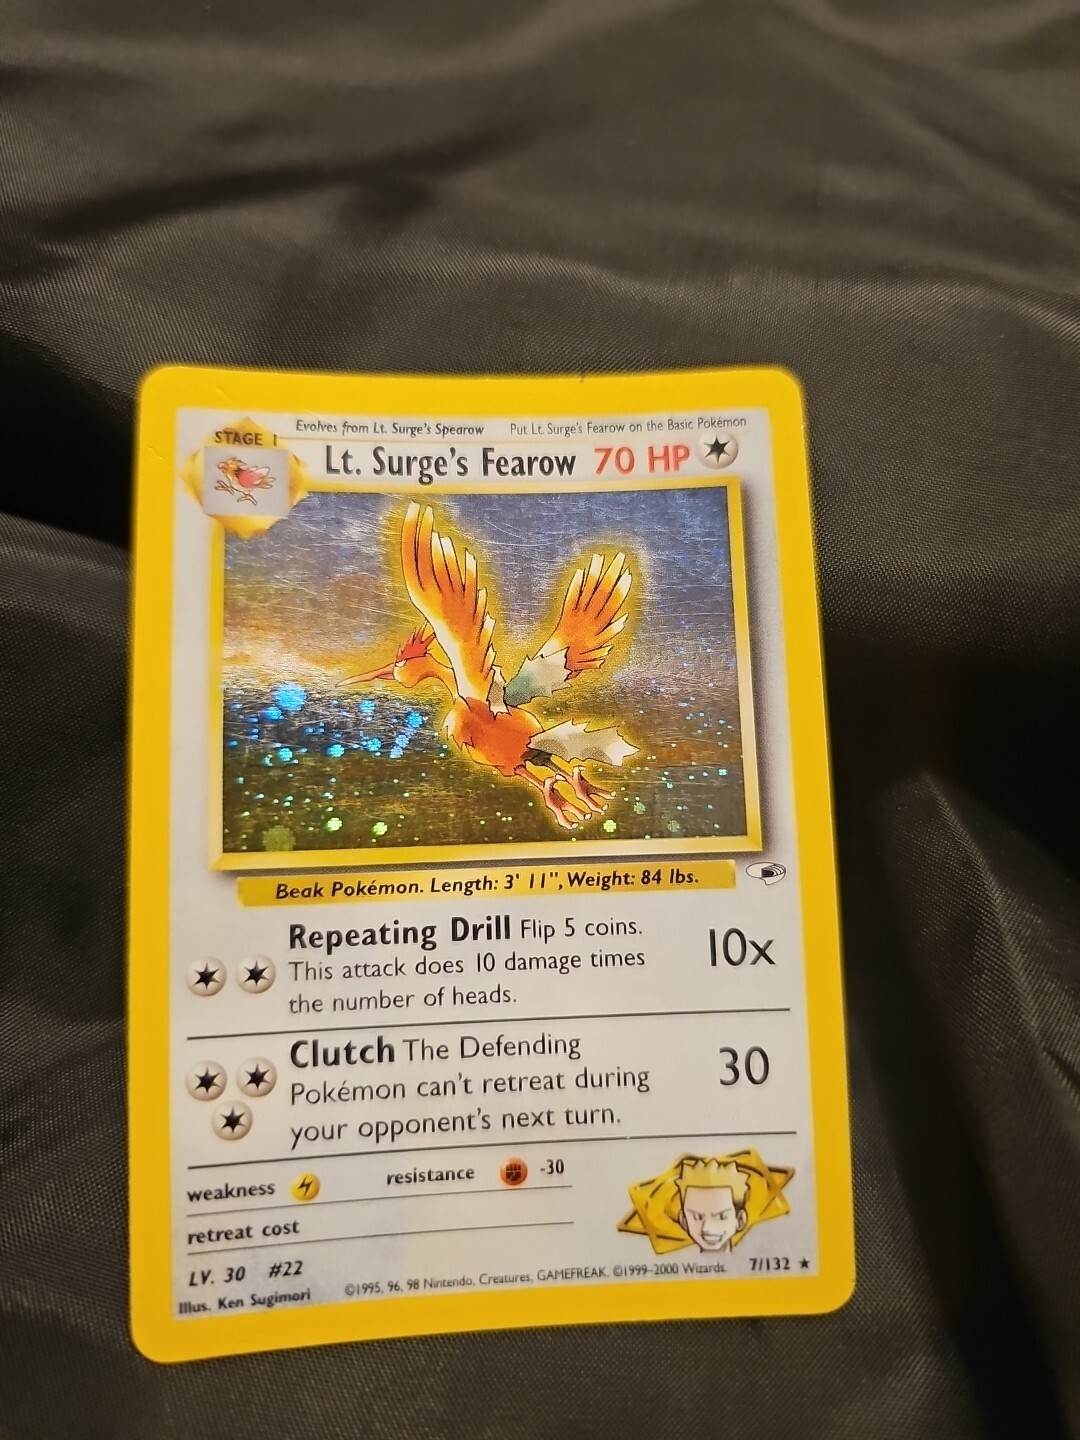 Evolves from Lt. Surge's Spearow Put Lt. Surge's Fearow on the Basic Pokémon
STAGE 1
Lt. Surge's Fearow 70 HP
Beak Pokémon. Length: 3' 11", Weight: 84 lbs.
Repeating Drill Flip 5 coins.
This attack does 10 damage times
the number of heads.
10x
Clutch The Defending
Pokémon can't retreat during
your opponent's next turn.
30
weakness resistance -30
retreat cost
LV. 30 #22
Illus. Ken Sugimori
©1995, 96, 98 Nintendo, Creatures, GAMEFREAK. ©1999-2000 Wizards. 7/132 ★